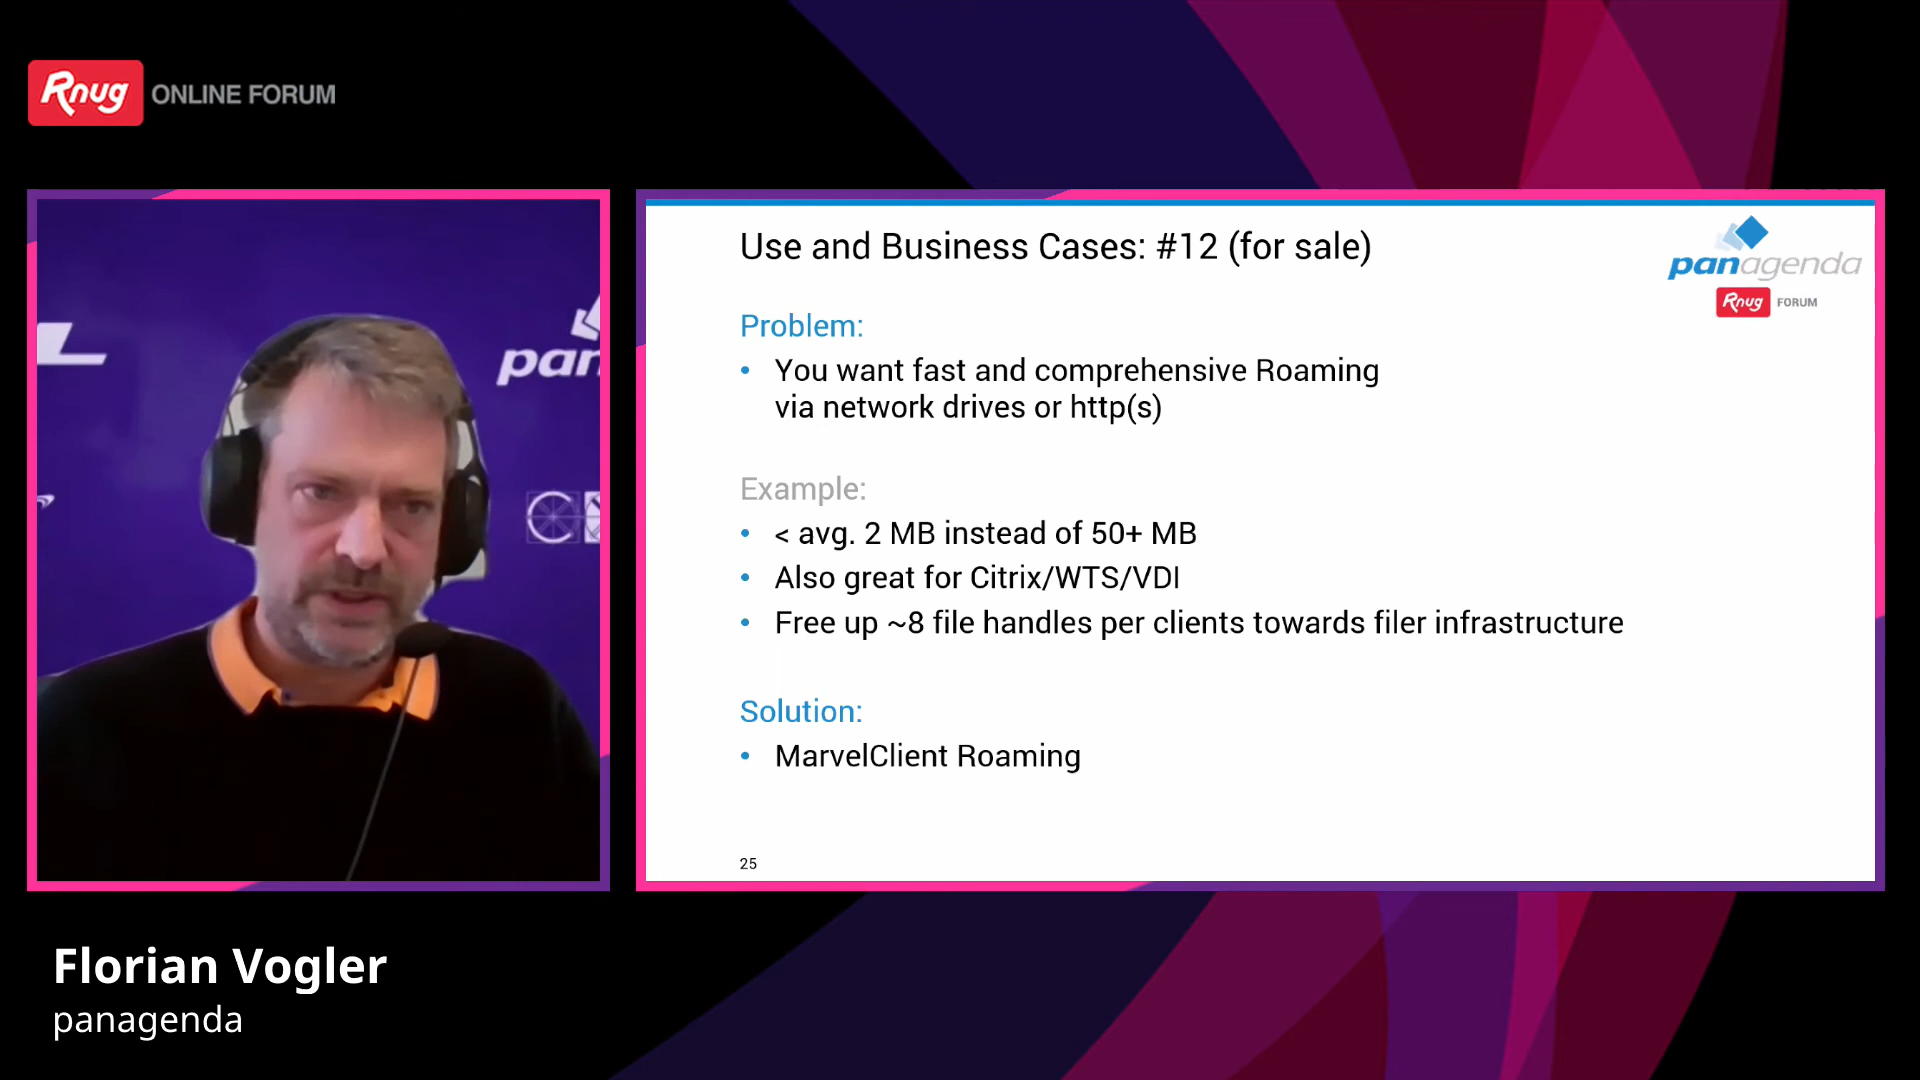 Rnug ONLINE FORUM
pan
Use and Business Cases: #12 (for sale)
panagenda
Rnug FORUM
Problem:
• You want fast and comprehensive Roaming
via network drives or http(s)
Example:
• < avg. 2 MB instead of 50+ MB
• Also great for Citrix/WTS/VDI
• Free up ~8 file handles per clients towards filer infrastructure
Solution:
• MarvelClient Roaming
25
Florian Vogler
panagenda